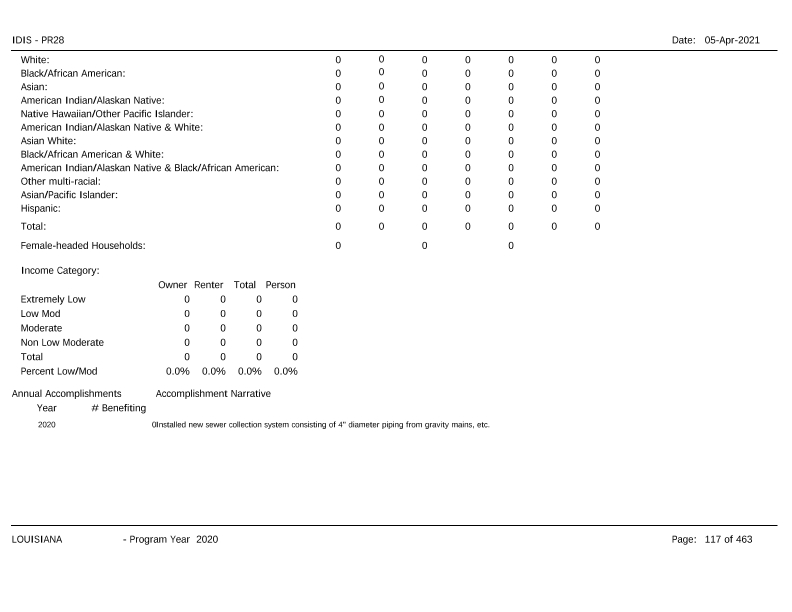 IDIS - PR28 Date: 05-Apr-2021
White: 0 0 0 0 0 0 0
Black/African American: 0 0 0 0 0 0 0
Asian: 0 0 0 0 0 0 0
American Indian/Alaskan Native: 0 0 0 0 0 0 0
Native Hawaiian/Other Pacific Islander: 0 0 0 0 0 0 0
American Indian/Alaskan Native & White: 0 0 0 0 0 0 0
Asian White: 0 0 0 0 0 0 0
Black/African American & White: 0 0 0 0 0 0 0
American Indian/Alaskan Native & Black/African American: 0 0 0 0 0 0 0
Other multi-racial: 0 0 0 0 0 0 0
Asian/Pacific Islander: 0 0 0 0 0 0 0
Hispanic: 0 0 0 0 0 0 0
Total: 0 0 0 0 0 0 0
Female-headed Households: 0 0 0
Income Category:
Owner Renter Total Person
Extremely Low 0 0 0 0
Low Mod 0 0 0 0
Moderate 0 0 0 0
Non Low Moderate 0 0 0 0
Total 0 0 0 0
Percent Low/Mod 0.0% 0.0% 0.0% 0.0%
Annual Accomplishments Accomplishment Narrative
Year # Benefiting
2020 0Installed new sewer collection system consisting of 4" diameter piping from gravity mains, etc.
LOUISIANA - Program Year 2020 Page: 117 of 463